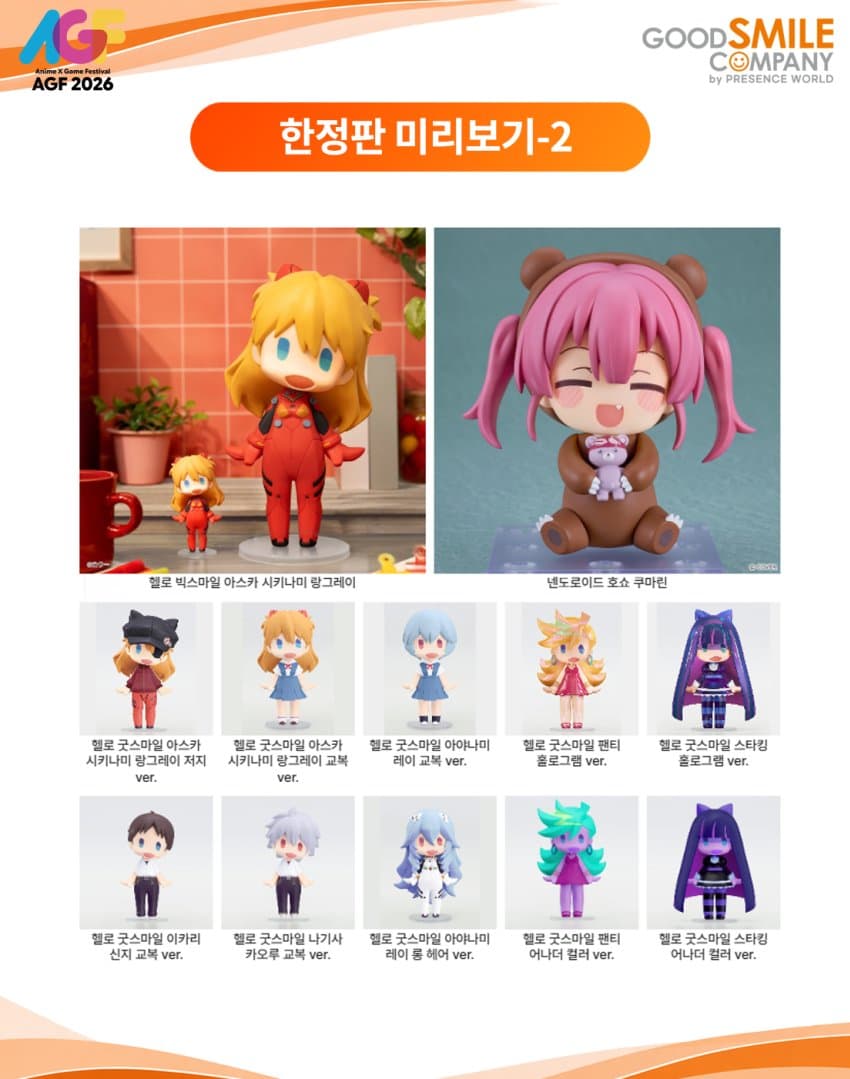 AGF
Anime X Game Festival
AGF 2026
GOODSMILE
COMPANY
by PRESENCE WORLD
한정판 미리보기-2
헬로 빅스마일 아스카 시키나미 랑그레이
넨도로이드 호쇼 쿠마린
헬로 굿스마일 아스카
시키나미 랑그레이 저지
ver.
헬로 굿스마일 아스카
시키나미 랑그레이 교복
ver.
헬로 굿스마일 아야나미
레이 교복 ver.
헬로 굿스마일 팬티
홀로그램 ver.
헬로 굿스마일 스타킹
홀로그램 ver.
헬로 굿스마일 이카리
신지 교복 ver.
헬로 굿스마일 나기사
카오루 교복 ver.
헬로 굿스마일 아야나미
레이 롱 헤어 ver.
헬로 굿스마일 팬티
어나더 컬러 ver.
헬로 굿스마일 스타킹
어나더 컬러 ver.